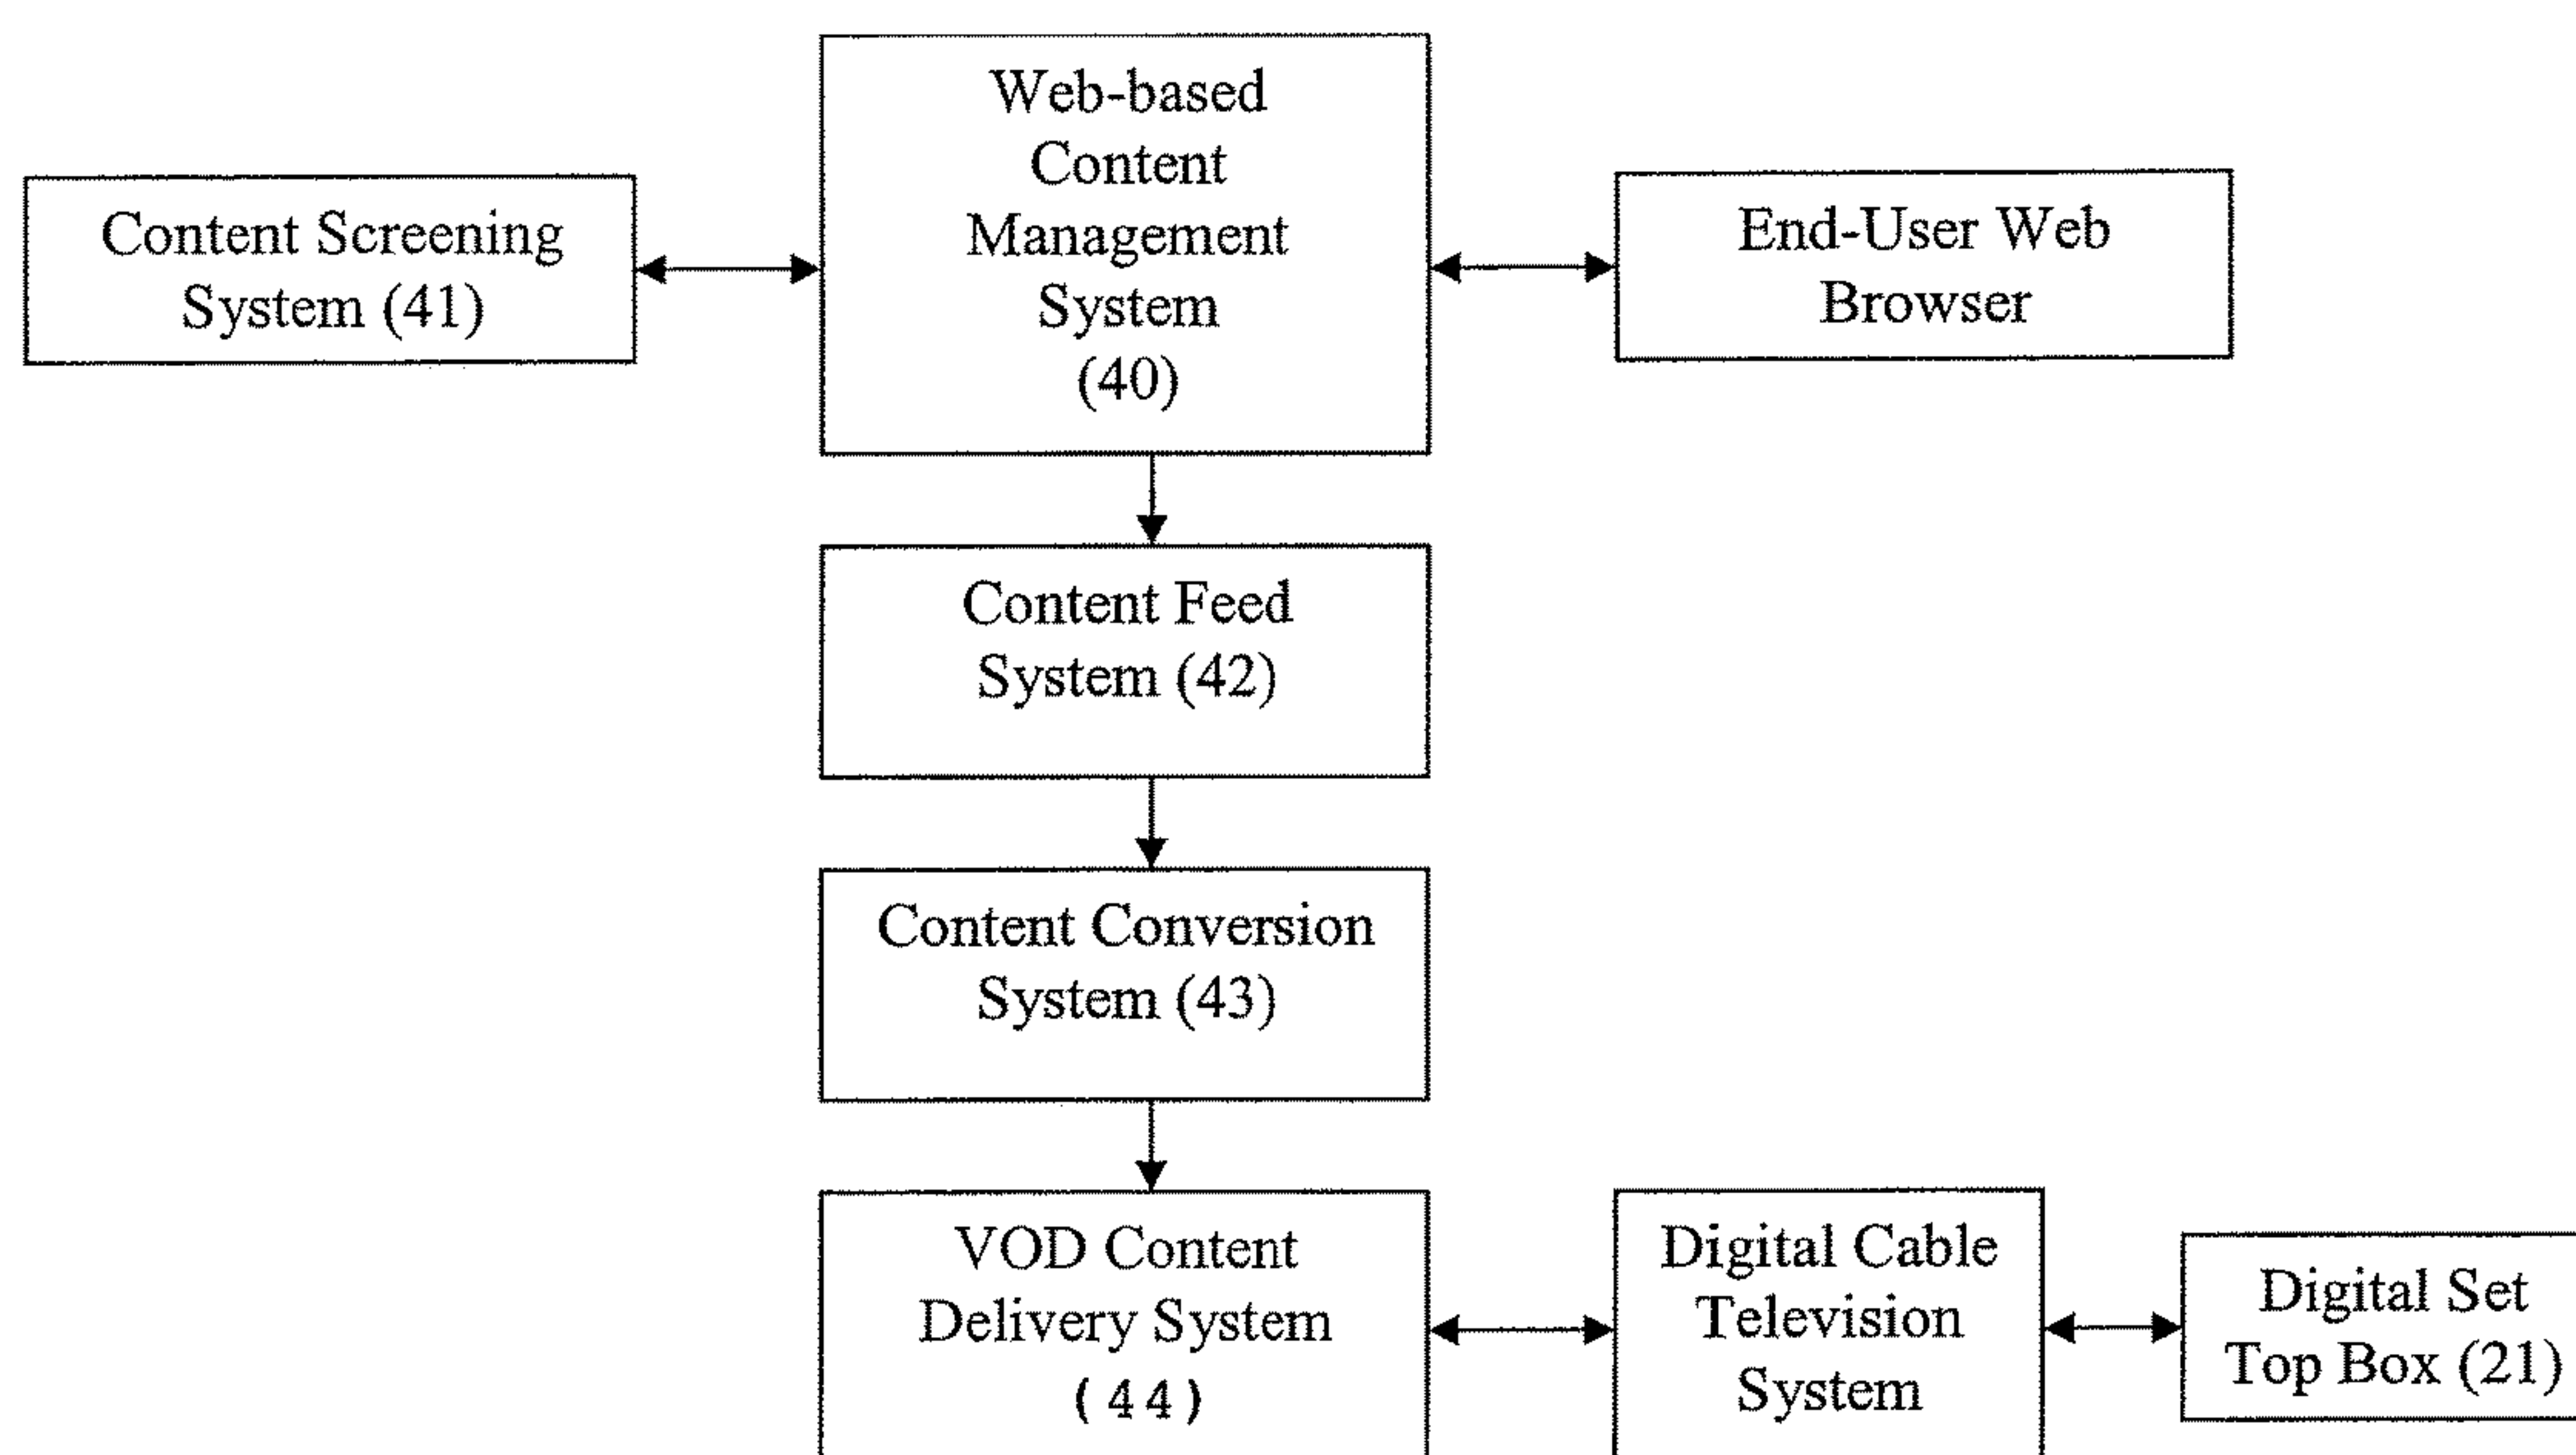 Web-based
Content
Management
System
(40)
Content Screening
System (41)
End-User Web
Browser
Content Feed
System (42)
Content Conversion
System (43)
VOD Content
Delivery System
(44)
Digital Cable
Television
System
Digital Set
Top Box (21)